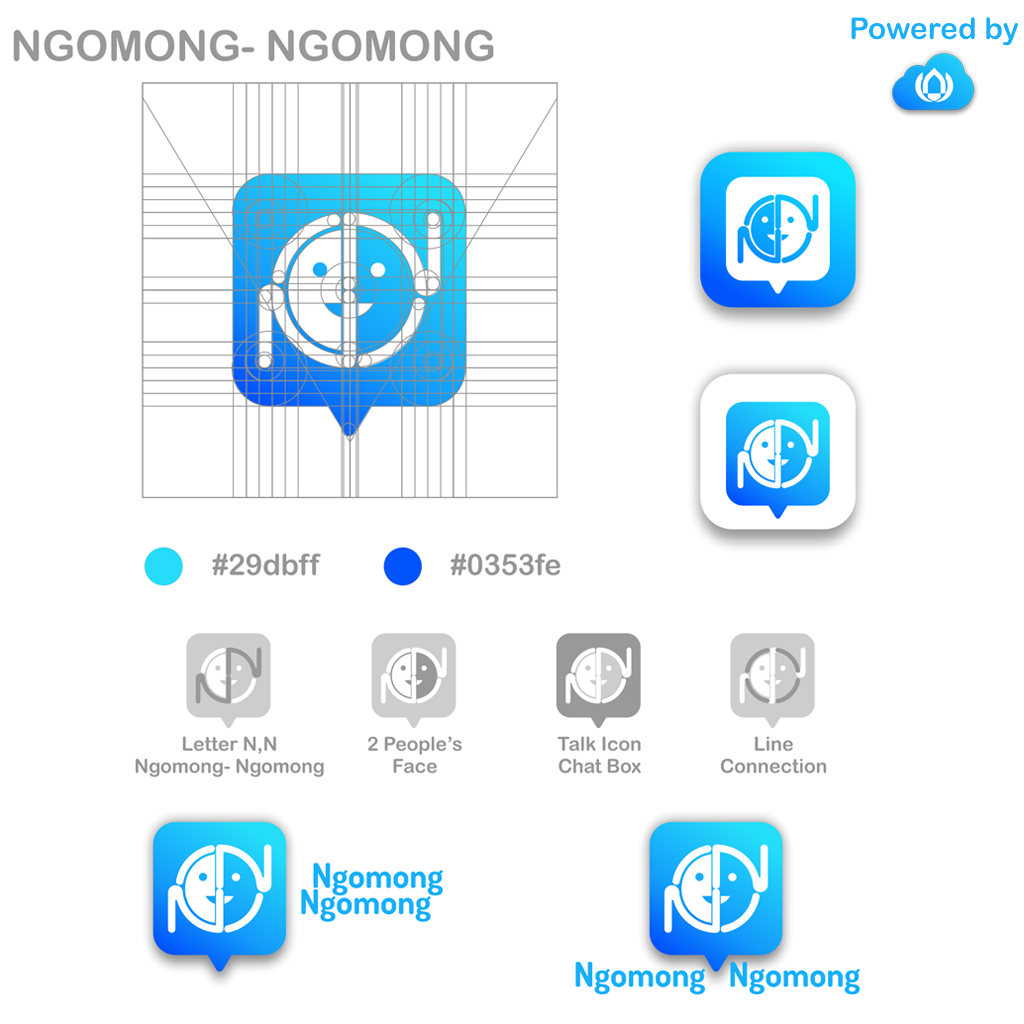 NGOMONG- NGOMONG
Powered by
#29dbff
#0353fe
Letter N,N
Ngomong- Ngomong
2 People's
Face
Talk Icon
Chat Box
Line
Connection
Ngomong
Ngomong
Ngomong Ngomong